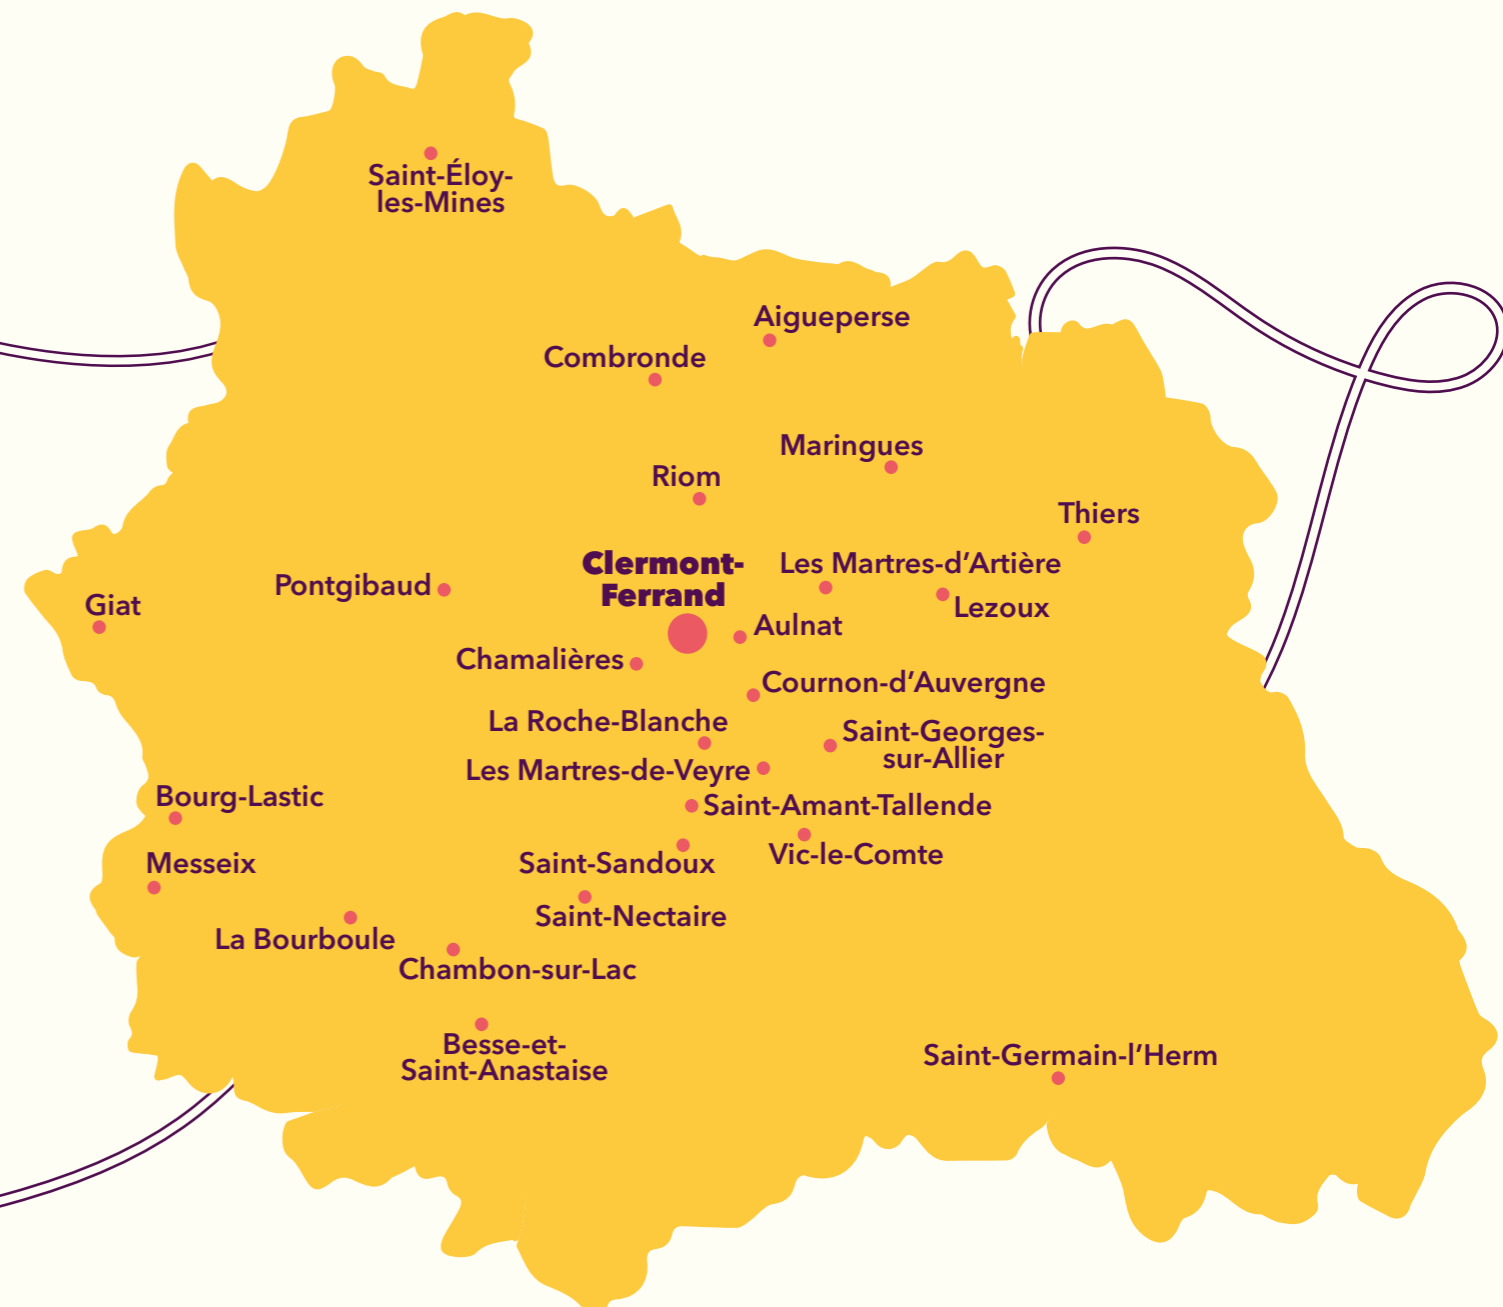 Saint-Éloy-
les-Mines
Aigueperse
Combronde
Maringues
Riom
Thiers
Clermont-
Ferrand
Les Martres-d’Artière
Pontgibaud
Giat
Lezoux
Aulnat
Chamalières
Cournon-d’Auvergne
La Roche-Blanche
Saint-Georges-
sur-Allier
Les Martres-de-Veyre
Bourg-Lastic
Saint-Amant-Tallende
Vic-le-Comte
Messeix
Saint-Sandoux
Saint-Nectaire
La Bourboule
Chambon-sur-Lac
Besse-et-
Saint-Anastaise
Saint-Germain-l’Herm